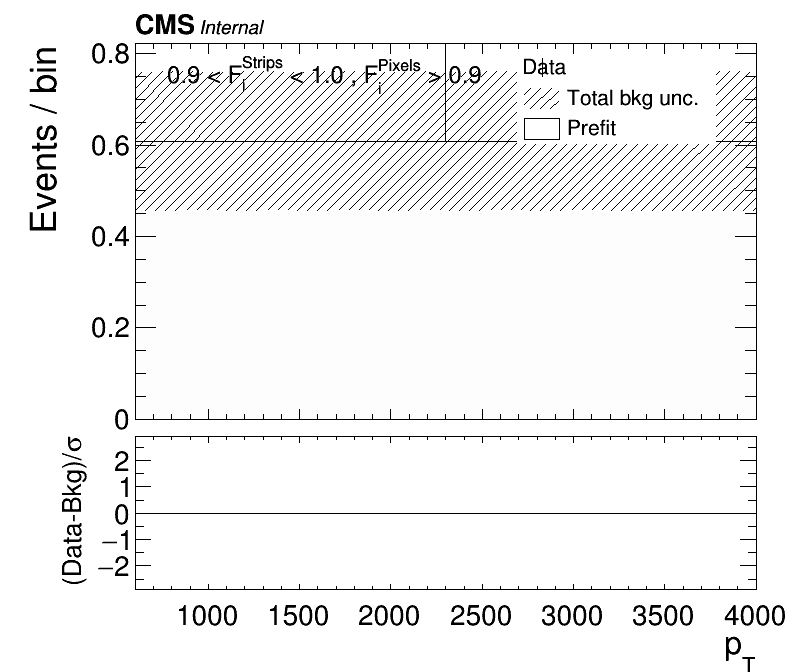 CMS Internal
Events / bin
0.9 < F_i^Strips < 1.0 , F_i^Pixels > 0.9
Data
Total bkg unc.
Prefit
0.8
0.6
0.4
0.2
0
(Data-Bkg)/σ
2
1
0
−1
−2
1000 1500 2000 2500 3000 3500 4000
p_T